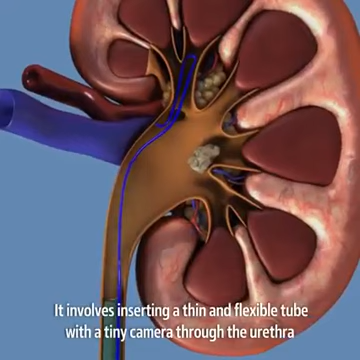 It involves inserting a thin and flexible tube
with a tiny camera through the urethra